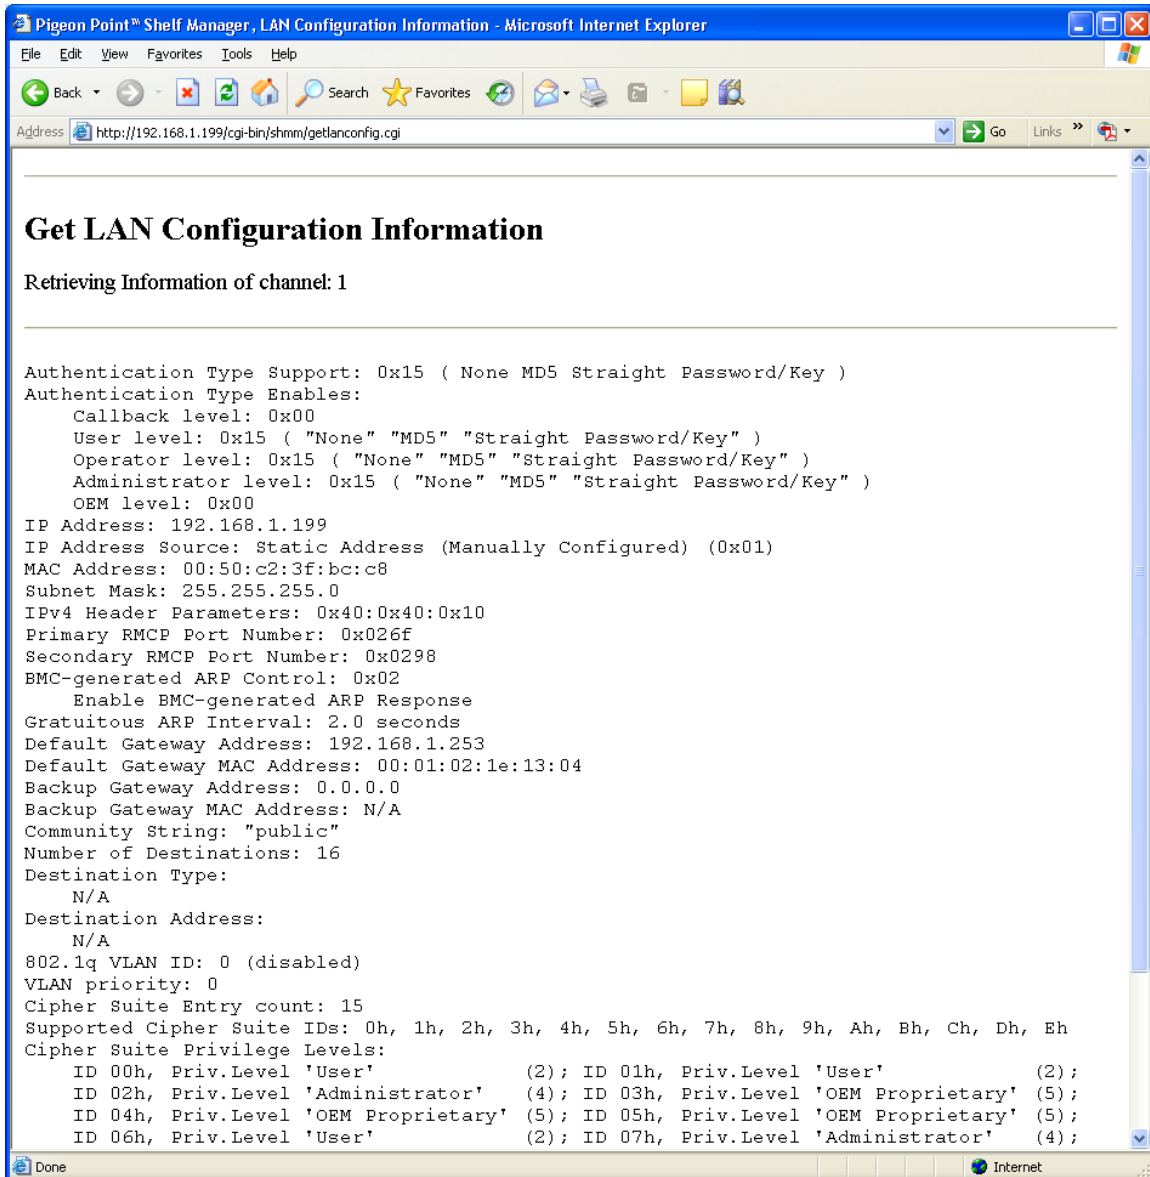 Pigeon Point™ Shelf Manager, LAN Configuration Information - Microsoft Internet Explorer
File Edit View Favorites Tools Help
Back Search Favorites
Address http://192.168.1.199/cgi-bin/shmm/getlanconfig.cgi Go Links »
Get LAN Configuration Information
Retrieving Information of channel: 1
Authentication Type Support: 0x15 ( None MD5 Straight Password/Key )
Authentication Type Enables:
    Callback level: 0x00
    User level: 0x15 ( "None" "MD5" "Straight Password/Key" )
    Operator level: 0x15 ( "None" "MD5" "Straight Password/Key" )
    Administrator level: 0x15 ( "None" "MD5" "Straight Password/Key" )
    OEM level: 0x00
IP Address: 192.168.1.199
IP Address Source: Static Address (Manually Configured) (0x01)
MAC Address: 00:50:c2:3f:bc:c8
Subnet Mask: 255.255.255.0
IPv4 Header Parameters: 0x40:0x40:0x10
Primary RMCP Port Number: 0x026f
Secondary RMCP Port Number: 0x0298
BMC-generated ARP Control: 0x02
    Enable BMC-generated ARP Response
Gratuitous ARP Interval: 2.0 seconds
Default Gateway Address: 192.168.1.253
Default Gateway MAC Address: 00:01:02:1e:13:04
Backup Gateway Address: 0.0.0.0
Backup Gateway MAC Address: N/A
Community String: "public"
Number of Destinations: 16
Destination Type:
    N/A
Destination Address:
    N/A
802.1q VLAN ID: 0 (disabled)
VLAN priority: 0
Cipher Suite Entry count: 15
Supported Cipher Suite IDs: 0h, 1h, 2h, 3h, 4h, 5h, 6h, 7h, 8h, 9h, Ah, Bh, Ch, Dh, Eh
Cipher Suite Privilege Levels:
    ID 00h, Priv.Level 'User'            (2); ID 01h, Priv.Level 'User'            (2);
    ID 02h, Priv.Level 'Administrator'   (4); ID 03h, Priv.Level 'OEM Proprietary' (5);
    ID 04h, Priv.Level 'OEM Proprietary' (5); ID 05h, Priv.Level 'OEM Proprietary' (5);
    ID 06h, Priv.Level 'User'            (2); ID 07h, Priv.Level 'Administrator'   (4);
Done Internet